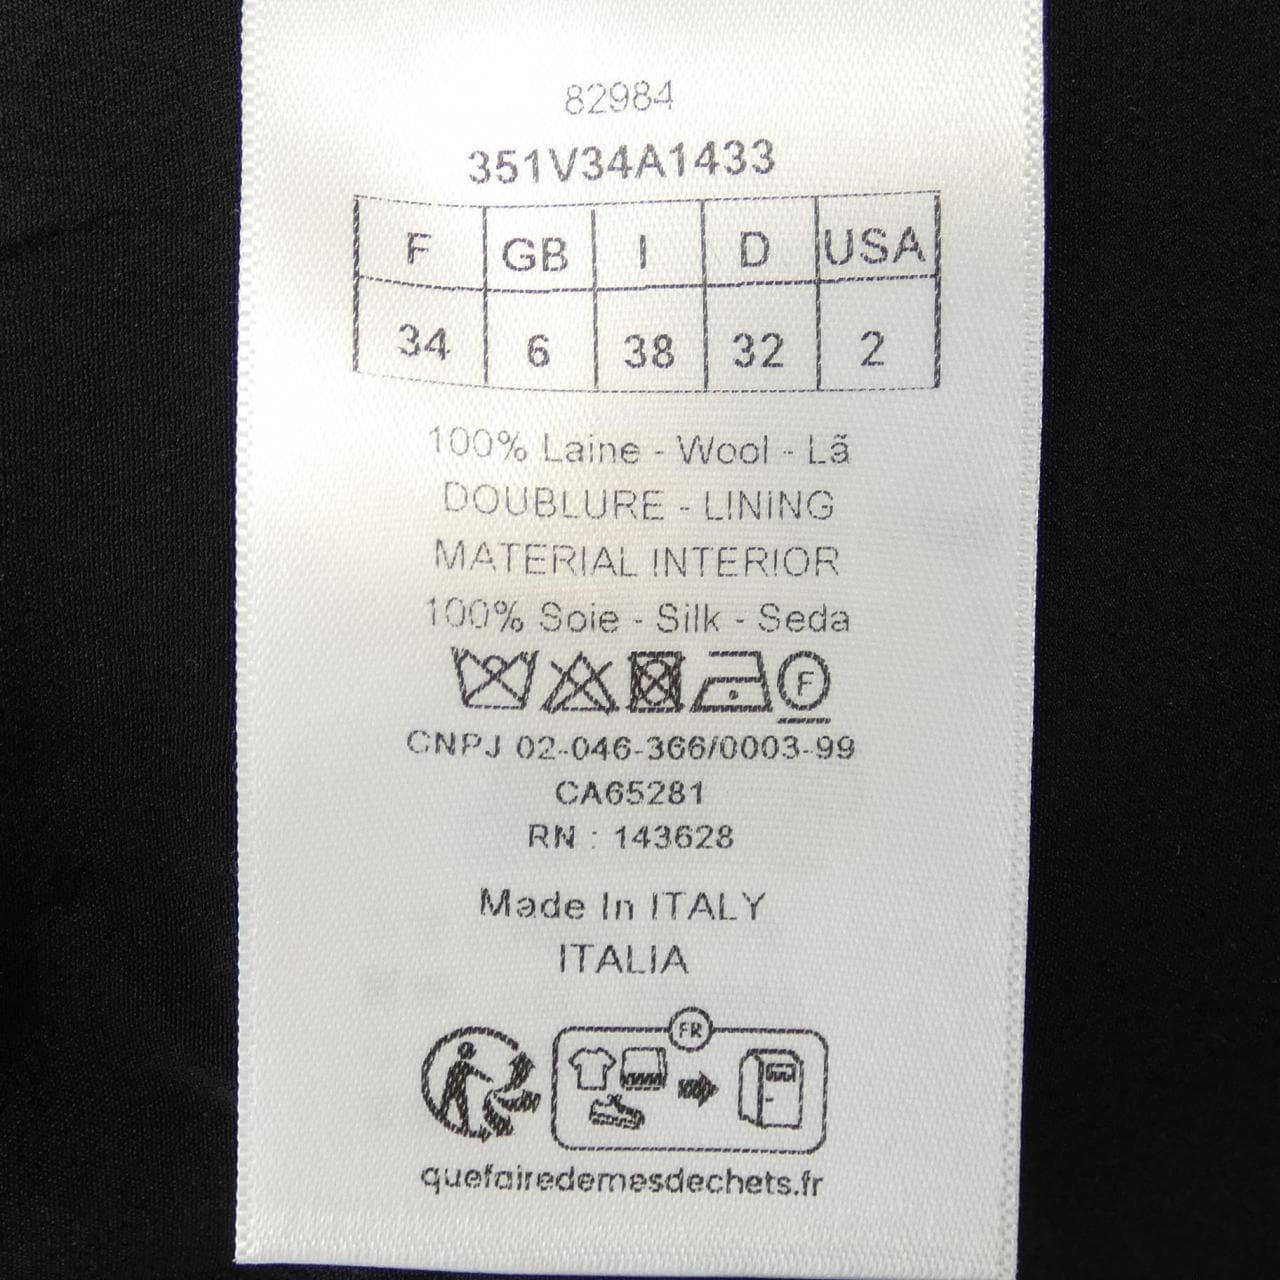 82984
351V34A1433
F GB I D USA
34 6 38 32 2
100% Laine - Wool - Lã
DOUBLURE - LINING
MATERIAL INTERIOR
100% Soie - Silk - Seda
F
CNPJ 02-046-366/0003-99
CA65281
RN : 143628
Made In ITALY
ITALIA
FR
quefairedemesdechets.fr